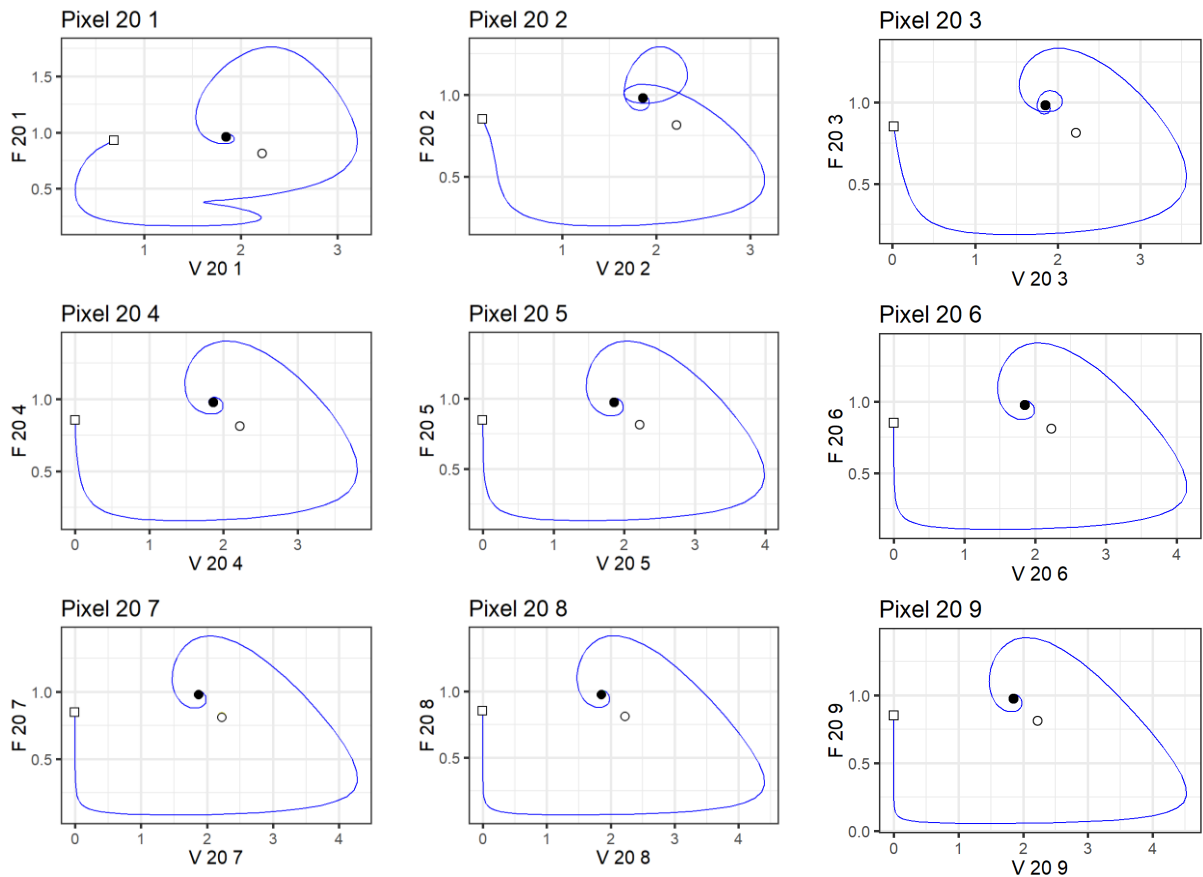 Pixel 20 1
F 20 1
1.5
1.0
0.5
1 2 3
V 20 1
Pixel 20 2
F 20 2
1.0
0.5
1 2 3
V 20 2
Pixel 20 3
F 20 3
1.0
0.5
0 1 2 3
V 20 3
Pixel 20 4
F 20 4
1.0
0.5
0 1 2 3
V 20 4
Pixel 20 5
F 20 5
1.0
0.5
0 1 2 3 4
V 20 5
Pixel 20 6
F 20 6
1.0
0.5
0 1 2 3 4
V 20 6
Pixel 20 7
F 20 7
1.0
0.5
0 1 2 3 4
V 20 7
Pixel 20 8
F 20 8
1.0
0.5
0 1 2 3 4
V 20 8
Pixel 20 9
F 20 9
1.0
0.5
0.0
0 1 2 3 4
V 20 9